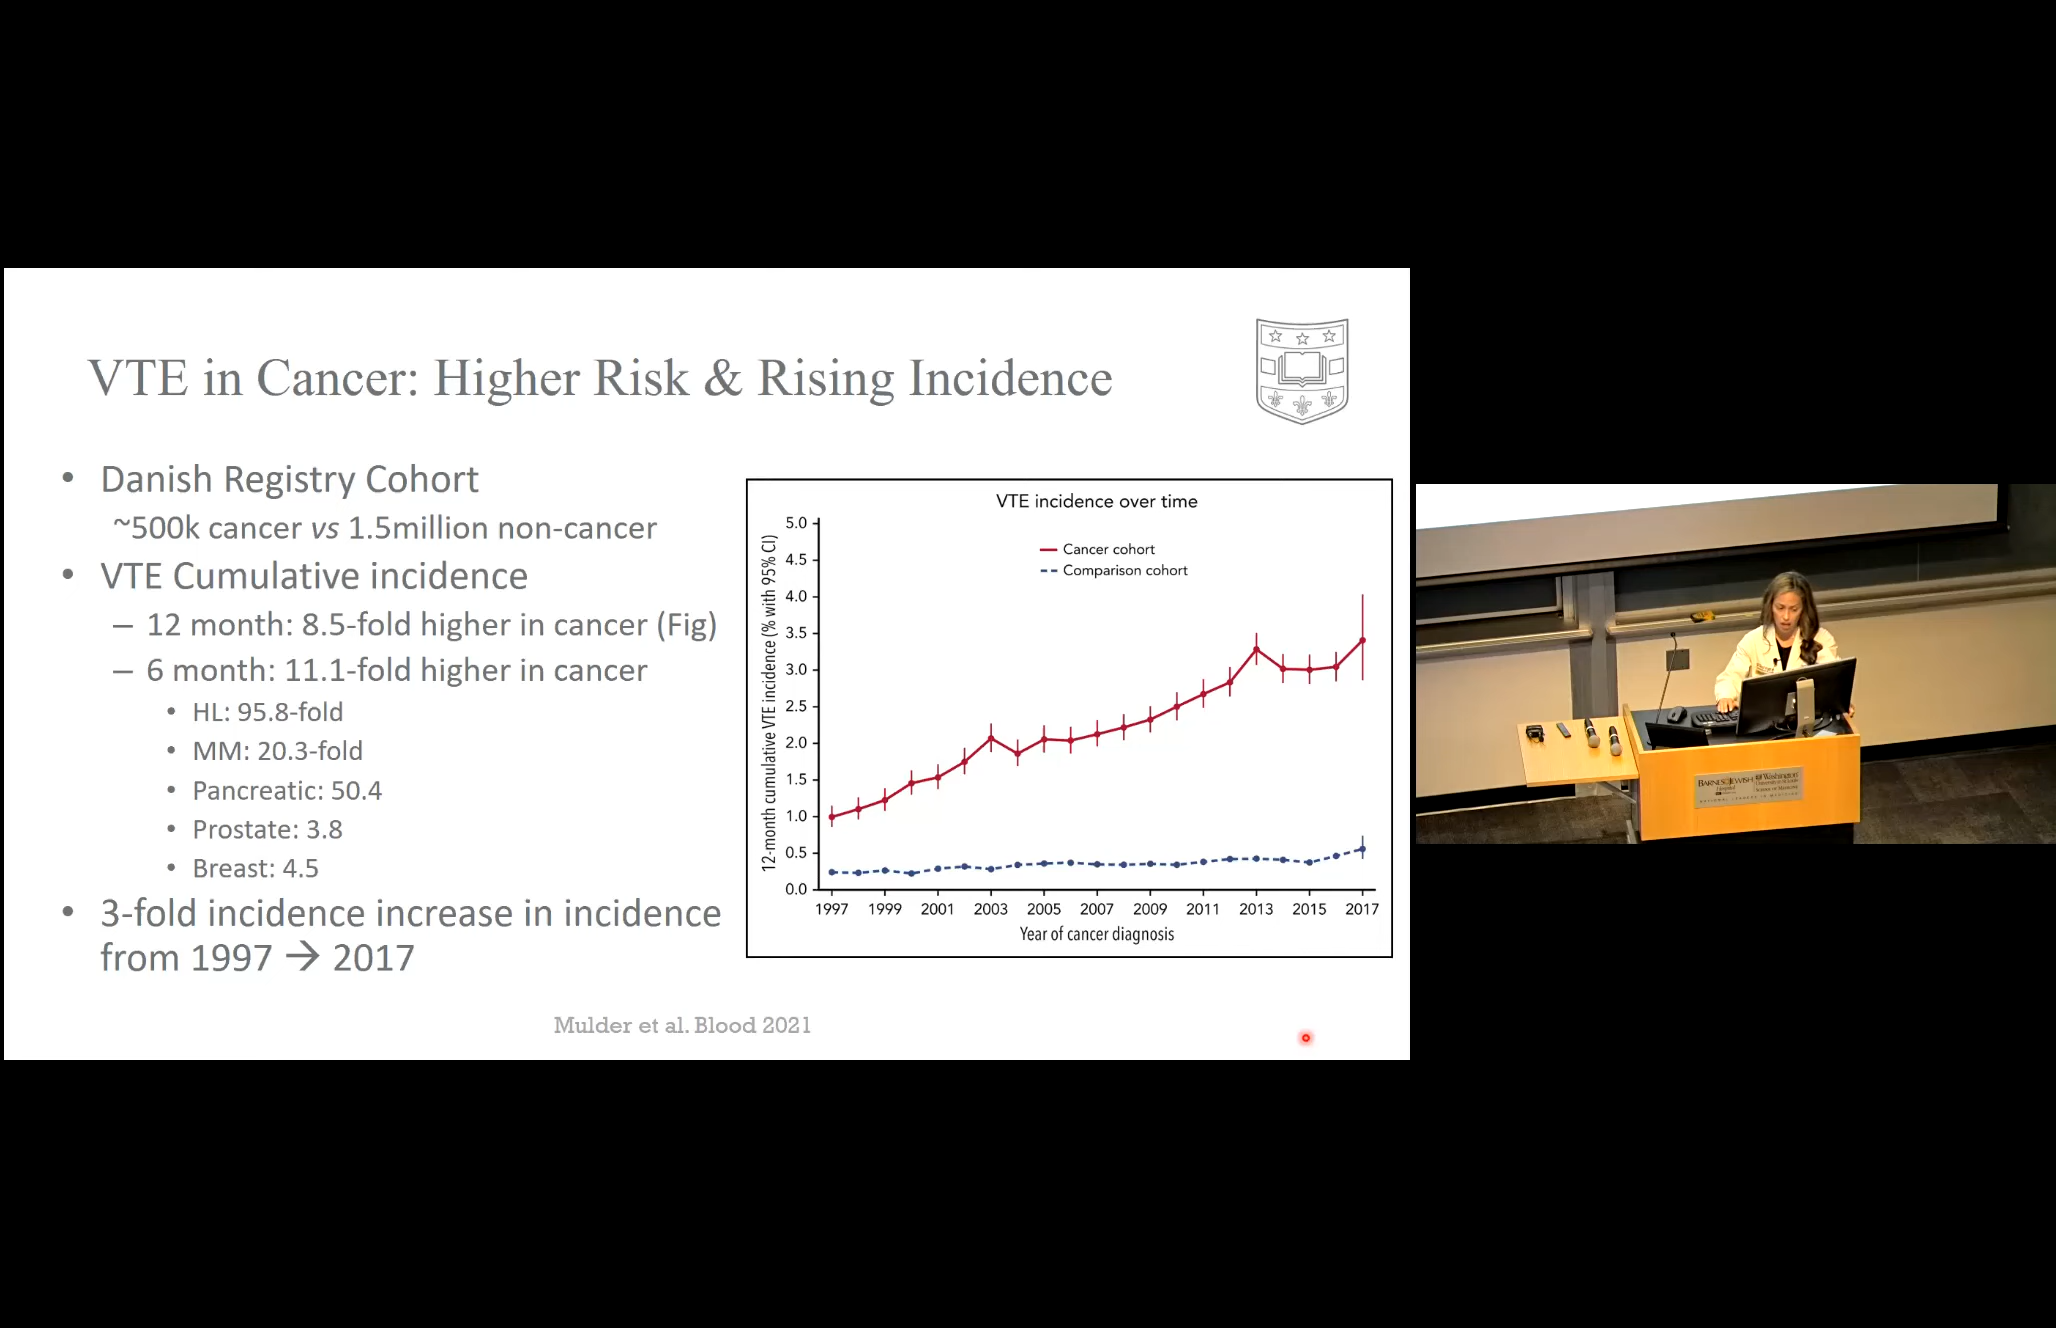 VTE in Cancer: Higher Risk & Rising Incidence
• Danish Registry Cohort
~500k cancer vs 1.5million non-cancer
• VTE Cumulative incidence
– 12 month: 8.5-fold higher in cancer (Fig)
– 6 month: 11.1-fold higher in cancer
• HL: 95.8-fold
• MM: 20.3-fold
• Pancreatic: 50.4
• Prostate: 3.8
• Breast: 4.5
• 3-fold incidence increase in incidence
from 1997 → 2017
VTE incidence over time
Cancer cohort
Comparison cohort
12-month cumulative VTE incidence (% with 95% CI)
5.0
4.5
4.0
3.5
3.0
2.5
2.0
1.5
1.0
0.5
0.0
1997 1999 2001 2003 2005 2007 2009 2011 2013 2015 2017
Year of cancer diagnosis
Mulder et al. Blood 2021
BARNES JEWISH
Hospital
Washington